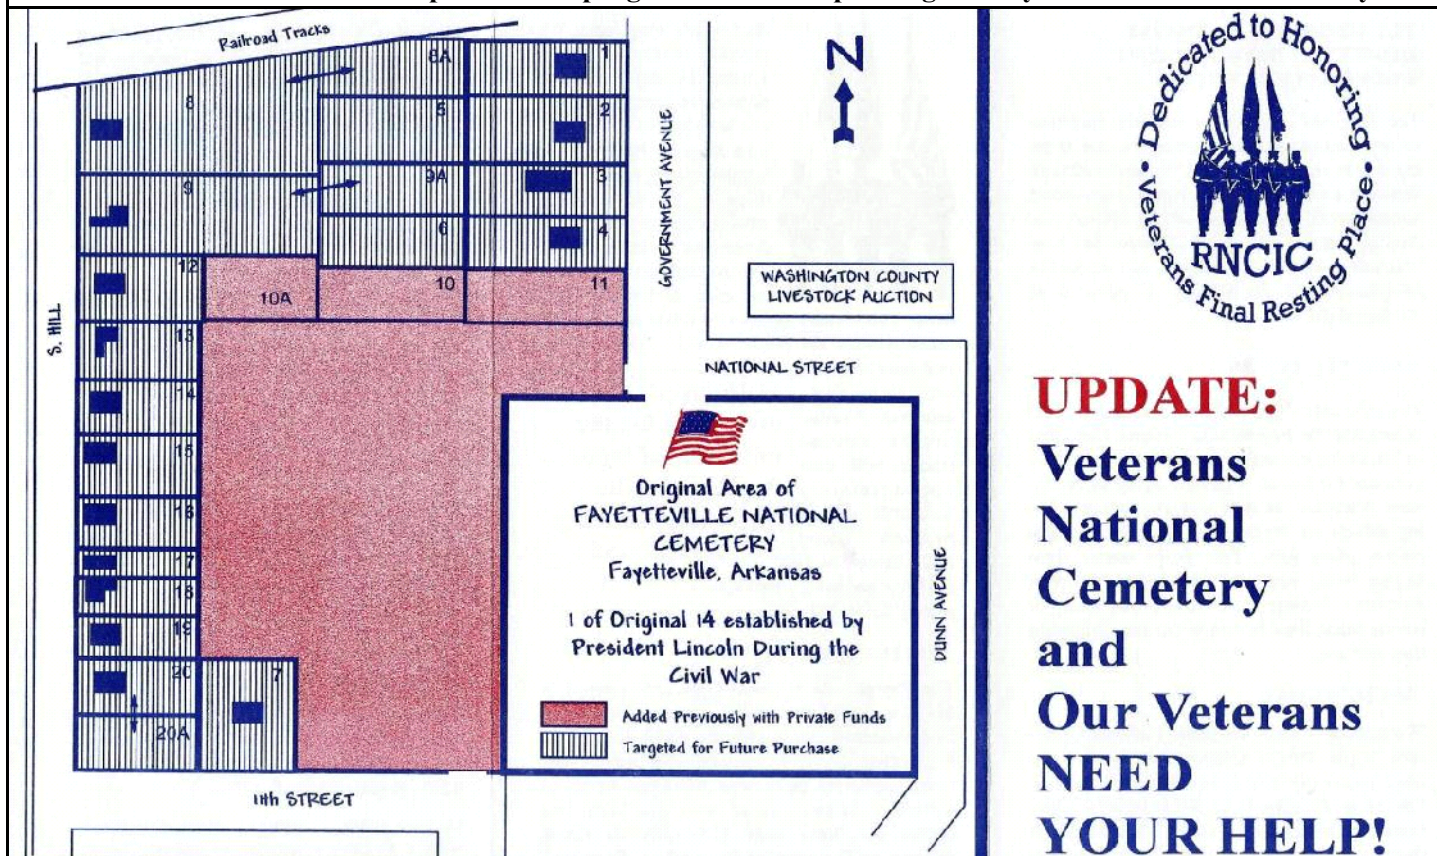 Railroad Tracks
8
8A
1
5
2
9
9A
3
6
4
12
10A
10
11
13
14
15
16
17
18
19
20
7
20A
S. HILL
GOVERNMENT AVENUE
N
WASHINGTON COUNTY
LIVESTOCK AUCTION
NATIONAL STREET
Original Area of
FAYETTEVILLE NATIONAL
CEMETERY
Fayetteville, Arkansas
1 of Original 14 established by
President Lincoln During the
Civil War
Added Previously with Private Funds
Targeted for Future Purchase
DUNN AVENUE
11th STREET
• Dedicated to Honoring •
Veterans Final Resting Place
RNCIC
UPDATE:
Veterans
National
Cemetery
and
Our Veterans
NEED
YOUR HELP!